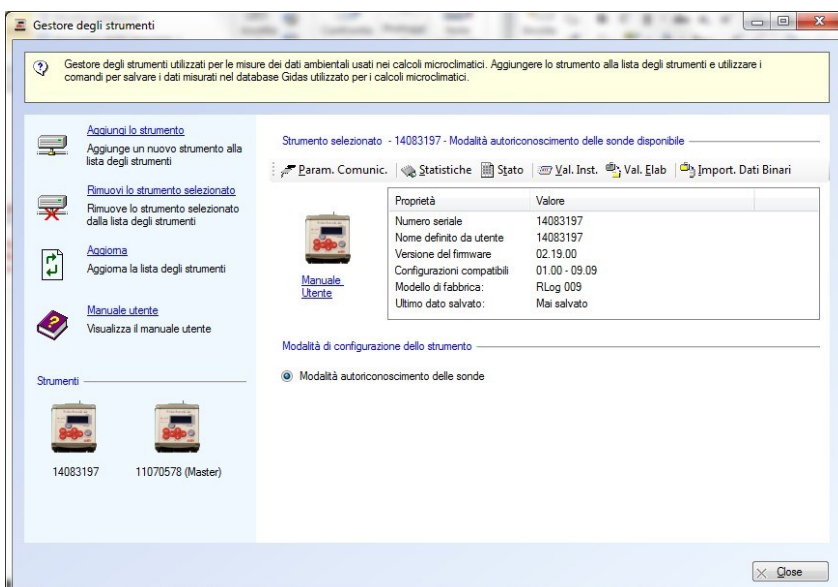 Gestore degli strumenti
Gestore degli strumenti utilizzati per le misure dei dati ambientali usati nei calcoli microclimatici. Aggiungere lo strumento alla lista degli strumenti e utilizzare i
comandi per salvare i dati misurati nel database Gidas utilizzato per i calcoli microclimatici.
Aggiungi lo strumento
Aggiunge un nuovo strumento alla
lista degli strumenti
Rimuovi lo strumento selezionato
Rimuove lo strumento selezionato
dalla lista degli strumenti
Aggiorna
Aggiorna la lista degli strumenti
Manuale utente
Visualizza il manuale utente
Strumenti
14083197 11070578 (Master)
Strumento selezionato - 14083197 - Modalità autoriconoscimento delle sonde disponibile
Param. Comunic. Statistiche Stato Val. Inst. Val. Elab Import. Dati Binari
Manuale
Utente
Proprietà Valore
Numero seriale 14083197
Nome definito da utente 14083197
Versione del firmware 02.19.00
Configurazioni compatibili 01.00 - 09.09
Modello di fabbrica: RLog 009
Ultimo dato salvato: Mai salvato
Modalità di configurazione dello strumento
Modalità autoriconoscimento delle sonde
Close